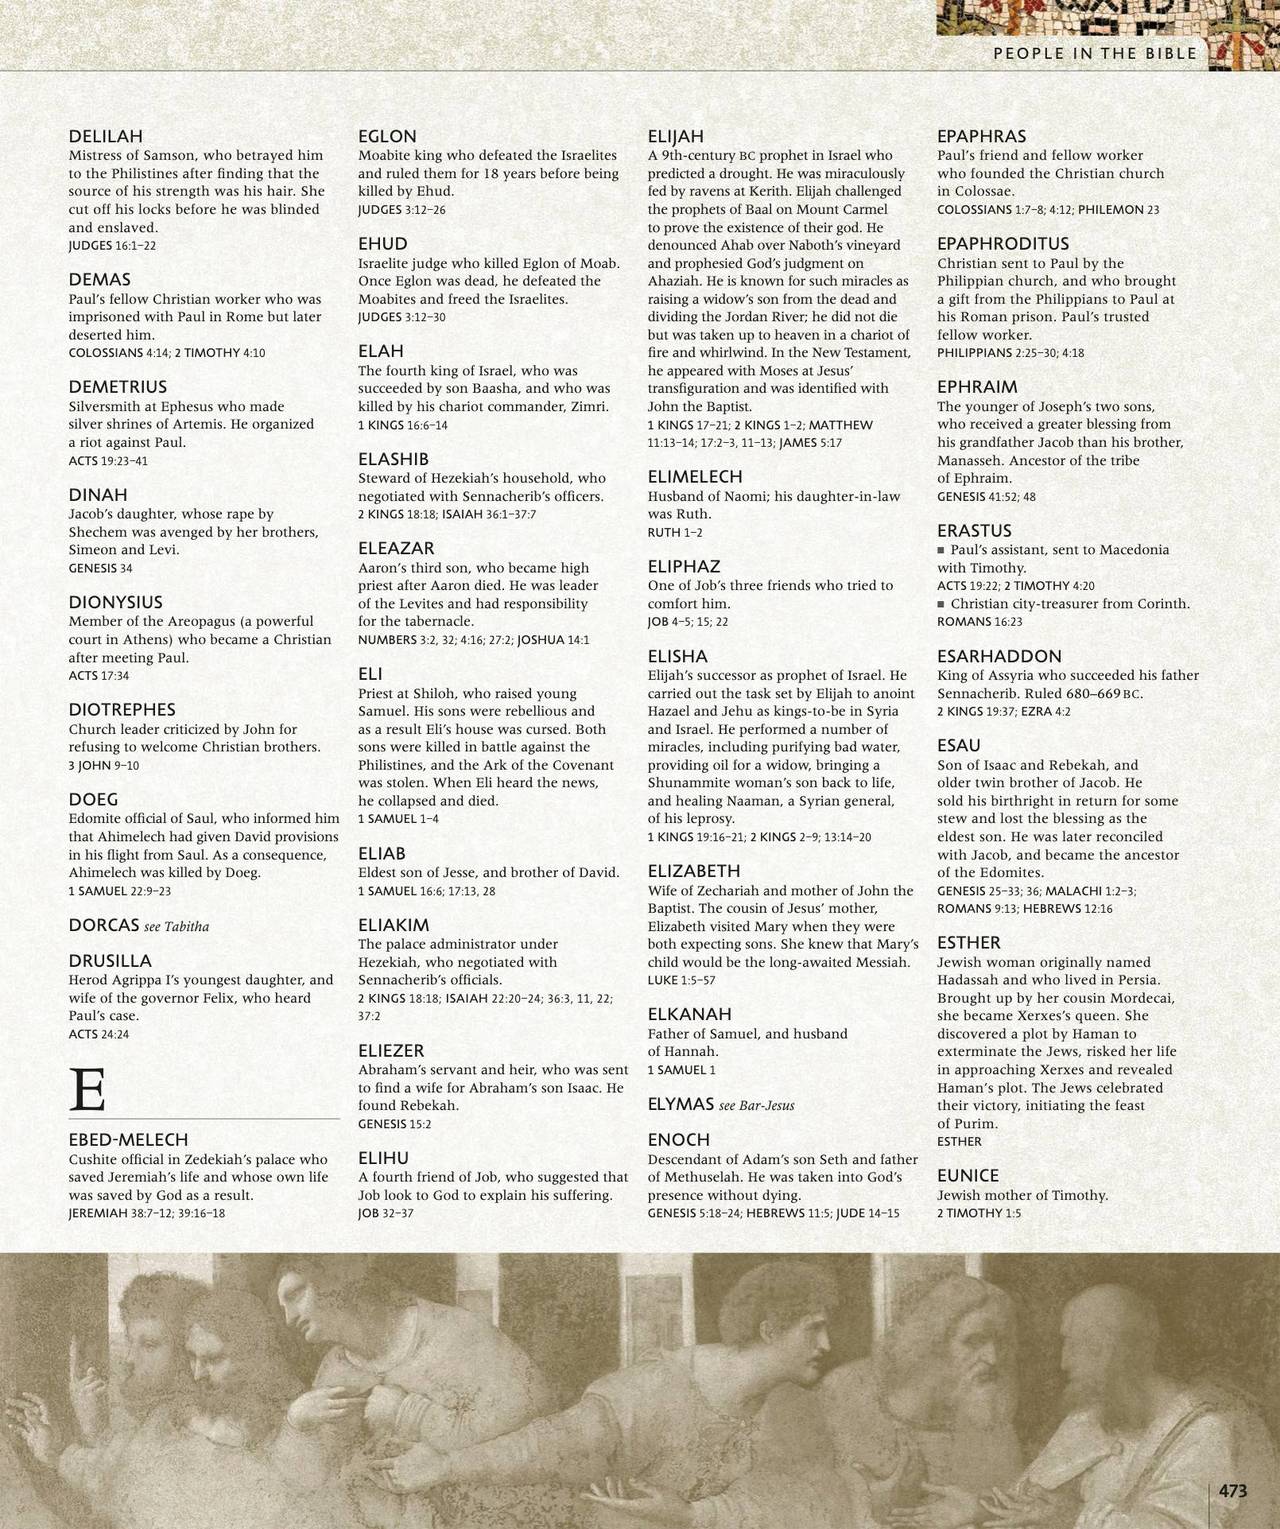 PEOPLE IN THE BIBLE
DELILAH
Mistress of Samson, who betrayed him
to the Philistines after finding that the
source of his strength was his hair. She
cut off his locks before he was blinded
and enslaved.
JUDGES 16:1–22
DEMAS
Paul's fellow Christian worker who was
imprisoned with Paul in Rome but later
deserted him.
COLOSSIANS 4:14; 2 TIMOTHY 4:10
DEMETRIUS
Silversmith at Ephesus who made
silver shrines of Artemis. He organized
a riot against Paul.
ACTS 19:23–41
DINAH
Jacob's daughter, whose rape by
Shechem was avenged by her brothers,
Simeon and Levi.
GENESIS 34
DIONYSIUS
Member of the Areopagus (a powerful
court in Athens) who became a Christian
after meeting Paul.
ACTS 17:34
DIOTREPHES
Church leader criticized by John for
refusing to welcome Christian brothers.
3 JOHN 9–10
DOEG
Edomite official of Saul, who informed him
that Ahimelech had given David provisions
in his flight from Saul. As a consequence,
Ahimelech was killed by Doeg.
1 SAMUEL 22:9–23
DORCAS see Tabitha
DRUSILLA
Herod Agrippa I's youngest daughter, and
wife of the governor Felix, who heard
Paul's case.
ACTS 24:24
E
EBED-MELECH
Cushite official in Zedekiah's palace who
saved Jeremiah's life and whose own life
was saved by God as a result.
JEREMIAH 38:7–12; 39:16–18
EGLON
Moabite king who defeated the Israelites
and ruled them for 18 years before being
killed by Ehud.
JUDGES 3:12–26
EHUD
Israelite judge who killed Eglon of Moab.
Once Eglon was dead, he defeated the
Moabites and freed the Israelites.
JUDGES 3:12–30
ELAH
The fourth king of Israel, who was
succeeded by son Baasha, and who was
killed by his chariot commander, Zimri.
1 KINGS 16:6–14
ELASHIB
Steward of Hezekiah's household, who
negotiated with Sennacherib's officers.
2 KINGS 18:18; ISAIAH 36:1–37:7
ELEAZAR
Aaron's third son, who became high
priest after Aaron died. He was leader
of the Levites and had responsibility
for the tabernacle.
NUMBERS 3:2, 32; 4:16; 27:2; JOSHUA 14:1
ELI
Priest at Shiloh, who raised young
Samuel. His sons were rebellious and
as a result Eli's house was cursed. Both
sons were killed in battle against the
Philistines, and the Ark of the Covenant
was stolen. When Eli heard the news,
he collapsed and died.
1 SAMUEL 1–4
ELIAB
Eldest son of Jesse, and brother of David.
1 SAMUEL 16:6; 17:13, 28
ELIAKIM
The palace administrator under
Hezekiah, who negotiated with
Sennacherib's officials.
2 KINGS 18:18; ISAIAH 22:20–24; 36:3, 11, 22;
37:2
ELIEZER
Abraham's servant and heir, who was sent
to find a wife for Abraham's son Isaac. He
found Rebekah.
GENESIS 15:2
ELIHU
A fourth friend of Job, who suggested that
Job look to God to explain his suffering.
JOB 32–37
ELIJAH
A 9th-century BC prophet in Israel who
predicted a drought. He was miraculously
fed by ravens at Kerith. Elijah challenged
the prophets of Baal on Mount Carmel
to prove the existence of their god. He
denounced Ahab over Naboth's vineyard
and prophesied God's judgment on
Ahaziah. He is known for such miracles as
raising a widow's son from the dead and
dividing the Jordan River; he did not die
but was taken up to heaven in a chariot of
fire and whirlwind. In the New Testament,
he appeared with Moses at Jesus'
transfiguration and was identified with
John the Baptist.
1 KINGS 17–21; 2 KINGS 1–2; MATTHEW
11:13–14; 17:2–3, 11–13; JAMES 5:17
ELIMELECH
Husband of Naomi; his daughter-in-law
was Ruth.
RUTH 1–2
ELIPHAZ
One of Job's three friends who tried to
comfort him.
JOB 4–5; 15; 22
ELISHA
Elijah's successor as prophet of Israel. He
carried out the task set by Elijah to anoint
Hazael and Jehu as kings-to-be in Syria
and Israel. He performed a number of
miracles, including purifying bad water,
providing oil for a widow, bringing a
Shunammite woman's son back to life,
and healing Naaman, a Syrian general,
of his leprosy.
1 KINGS 19:16–21; 2 KINGS 2–9; 13:14–20
ELIZABETH
Wife of Zechariah and mother of John the
Baptist. The cousin of Jesus' mother,
Elizabeth visited Mary when they were
both expecting sons. She knew that Mary's
child would be the long-awaited Messiah.
LUKE 1:5–57
ELKANAH
Father of Samuel, and husband
of Hannah.
1 SAMUEL 1
ELYMAS see Bar-Jesus
ENOCH
Descendant of Adam's son Seth and father
of Methuselah. He was taken into God's
presence without dying.
GENESIS 5:18–24; HEBREWS 11:5; JUDE 14–15
EPAPHRAS
Paul's friend and fellow worker
who founded the Christian church
in Colossae.
COLOSSIANS 1:7–8; 4:12; PHILEMON 23
EPAPHRODITUS
Christian sent to Paul by the
Philippian church, and who brought
a gift from the Philippians to Paul at
his Roman prison. Paul's trusted
fellow worker.
PHILIPPIANS 2:25–30; 4:18
EPHRAIM
The younger of Joseph's two sons,
who received a greater blessing from
his grandfather Jacob than his brother,
Manasseh. Ancestor of the tribe
of Ephraim.
GENESIS 41:52; 48
ERASTUS
■ Paul's assistant, sent to Macedonia
with Timothy.
ACTS 19:22; 2 TIMOTHY 4:20
■ Christian city-treasurer from Corinth.
ROMANS 16:23
ESARHADDON
King of Assyria who succeeded his father
Sennacherib. Ruled 680–669 BC.
2 KINGS 19:37; EZRA 4:2
ESAU
Son of Isaac and Rebekah, and
older twin brother of Jacob. He
sold his birthright in return for some
stew and lost the blessing as the
eldest son. He was later reconciled
with Jacob, and became the ancestor
of the Edomites.
GENESIS 25–33; 36; MALACHI 1:2–3;
ROMANS 9:13; HEBREWS 12:16
ESTHER
Jewish woman originally named
Hadassah and who lived in Persia.
Brought up by her cousin Mordecai,
she became Xerxes's queen. She
discovered a plot by Haman to
exterminate the Jews, risked her life
in approaching Xerxes and revealed
Haman's plot. The Jews celebrated
their victory, initiating the feast
of Purim.
ESTHER
EUNICE
Jewish mother of Timothy.
2 TIMOTHY 1:5
473